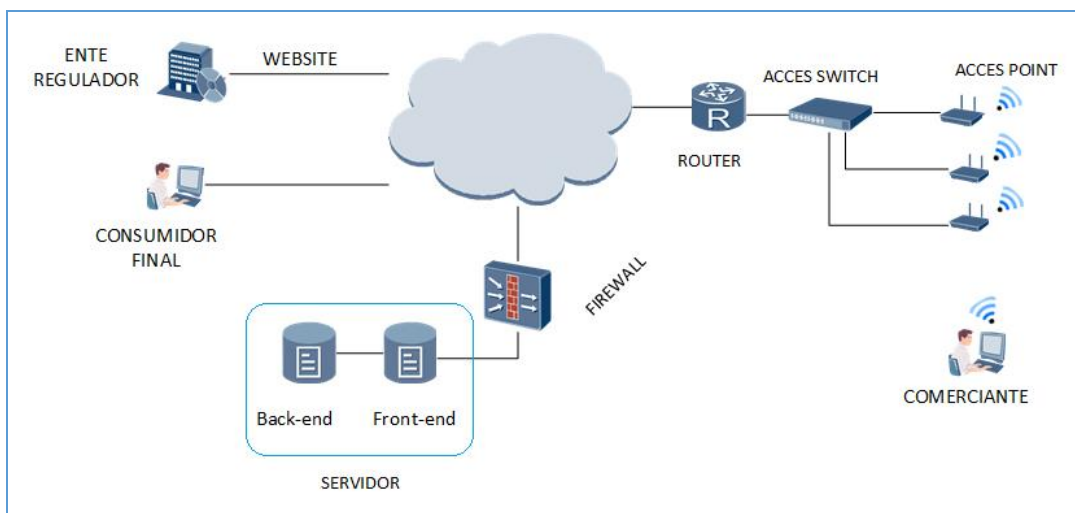 ENTE
REGULADOR
WEBSITE
ACCES SWITCH
ACCES POINT
R
ROUTER
CONSUMIDOR
FINAL
FIREWALL
Back-end
Front-end
SERVIDOR
COMERCIANTE